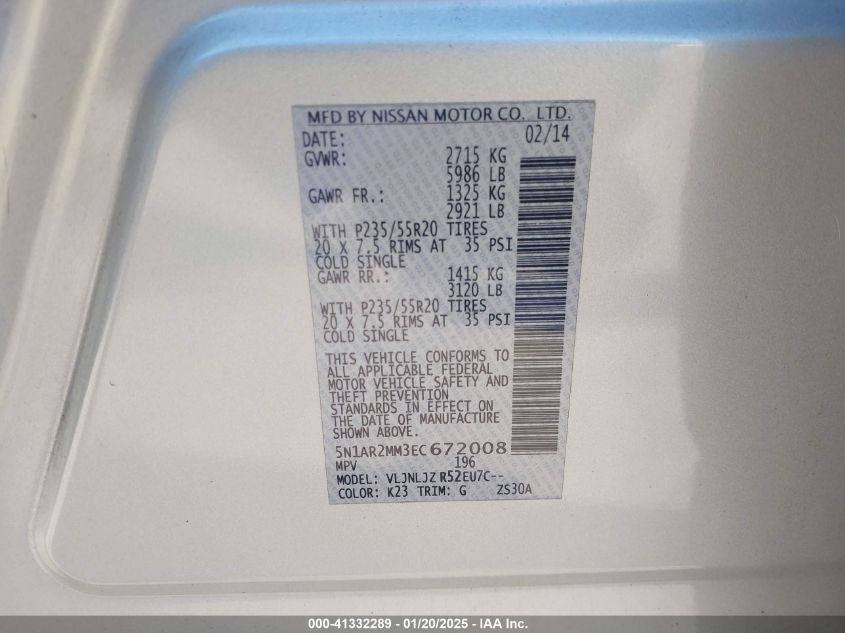 MFD BY NISSAN MOTOR CO. LTD.
DATE: 02/14
GVWR: 2715 KG
5986 LB
GAWR FR.: 1325 KG
2921 LB
WITH P235/55R20 TIRES
20 X 7.5 RIMS AT 35 PSI
COLD SINGLE
GAWR RR.: 1415 KG
3120 LB
WITH P235/55R20 TIRES
20 X 7.5 RIMS AT 35 PSI
COLD SINGLE
THIS VEHICLE CONFORMS TO
ALL APPLICABLE FEDERAL
MOTOR VEHICLE SAFETY AND
THEFT PREVENTION
STANDARDS IN EFFECT ON
THE DATE OF MANUFACTURE
SHOWN ABOVE.
5N1AR2MM3EC672008
MPV 196
MODEL: VLJNLJZ R52EU7C--
COLOR: K23 TRIM: G ZS30A
000-41332289 - 01/20/2025 - IAA Inc.